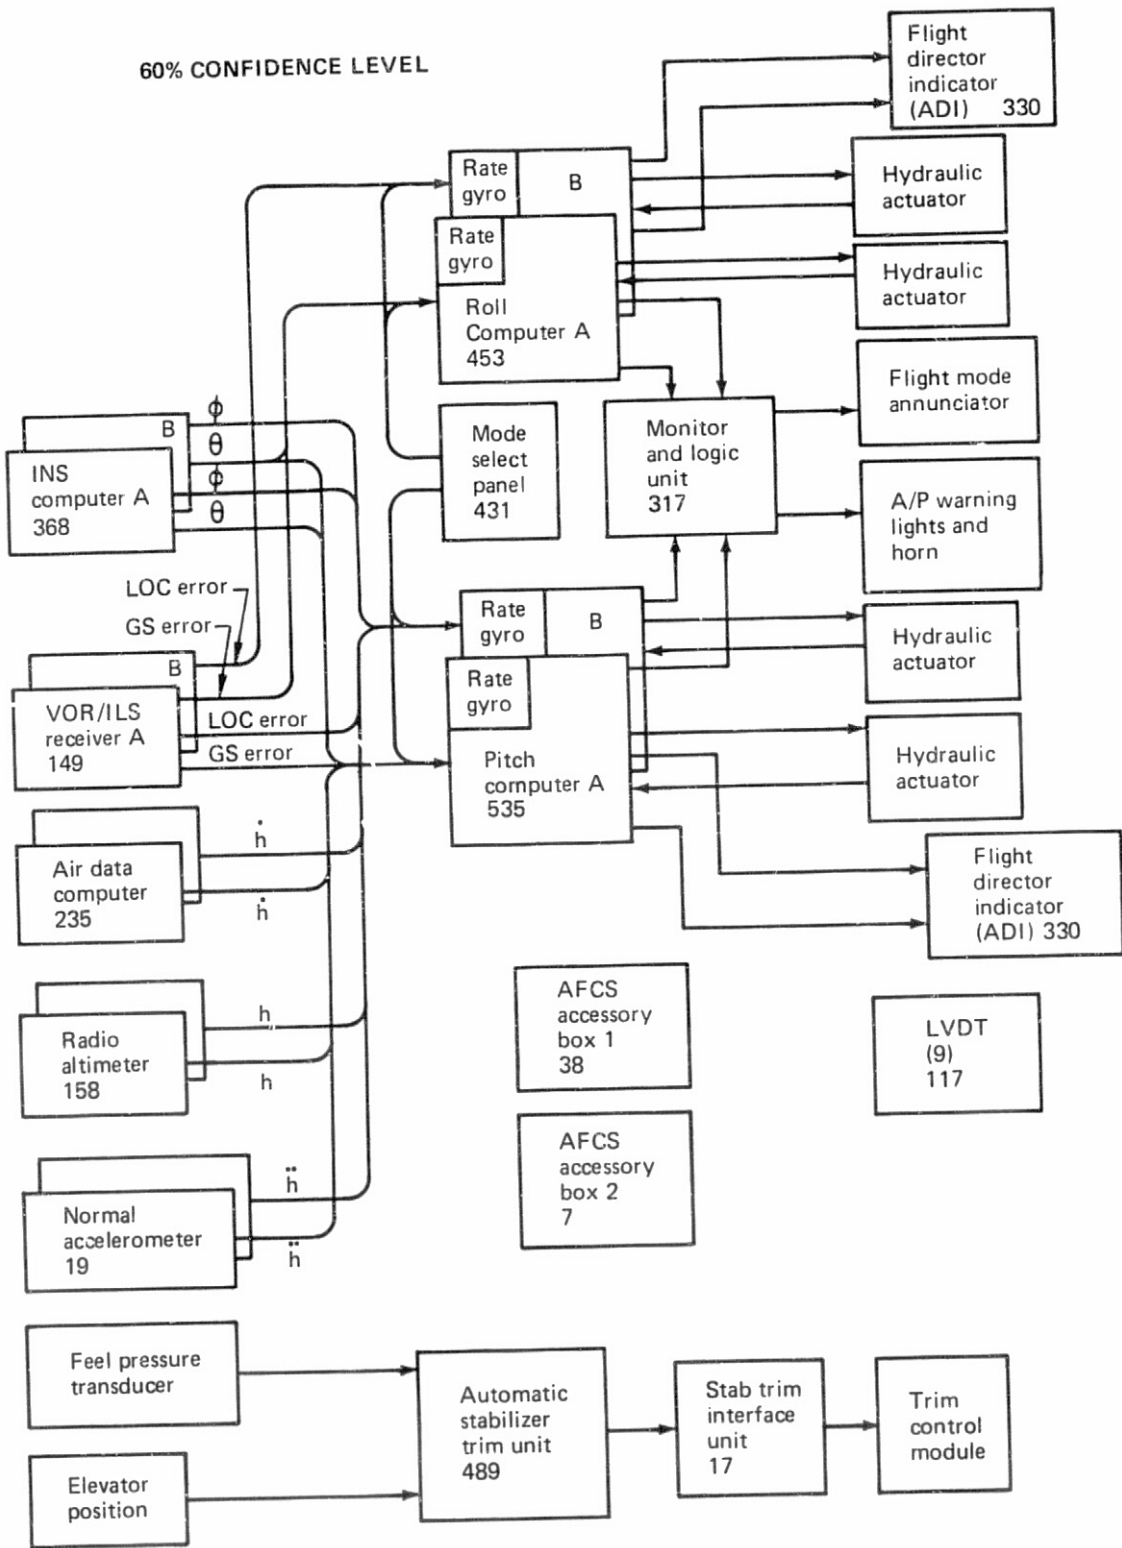 60% CONFIDENCE LEVEL
Flight
director
indicator
(ADI) 330
Rate
gyro
B
Hydraulic
actuator
Rate
gyro
Roll
Computer A
453
Hydraulic
actuator
B
INS
computer A
368
ϕ
θ
ϕ
θ
Mode
select
panel
431
Monitor
and logic
unit
317
Flight mode
annunciator
A/P warning
lights and
horn
LOC error
GS error
B
VOR/ILS
receiver A
149
LOC error
GS error
Rate
gyro
B
Rate
gyro
Pitch
computer A
535
Hydraulic
actuator
Hydraulic
actuator
Air data
computer
235
ḣ
ḣ
Flight
director
indicator
(ADI) 330
Radio
altimeter
158
h
h
AFCS
accessory
box 1
38
LVDT
(9)
117
AFCS
accessory
box 2
7
Normal
accelerometer
19
ḧ
ḧ
Feel pressure
transducer
Elevator
position
Automatic
stabilizer
trim unit
489
Stab trim
interface
unit
17
Trim
control
module